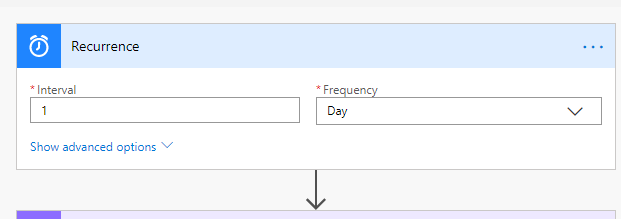 Recurrence
* Interval
* Frequency
1
Day
Show advanced options